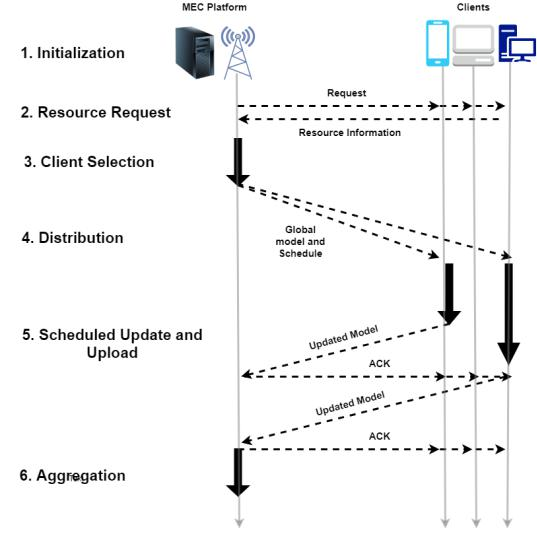 MEC Platform
Clients
1. Initialization
Request
2. Resource Request
Resource Information
3. Client Selection
Global
model and
Schedule
4. Distribution
Updated Model
5. Scheduled Update and
Upload
ACK
Updated Model
ACK
6. Aggregation